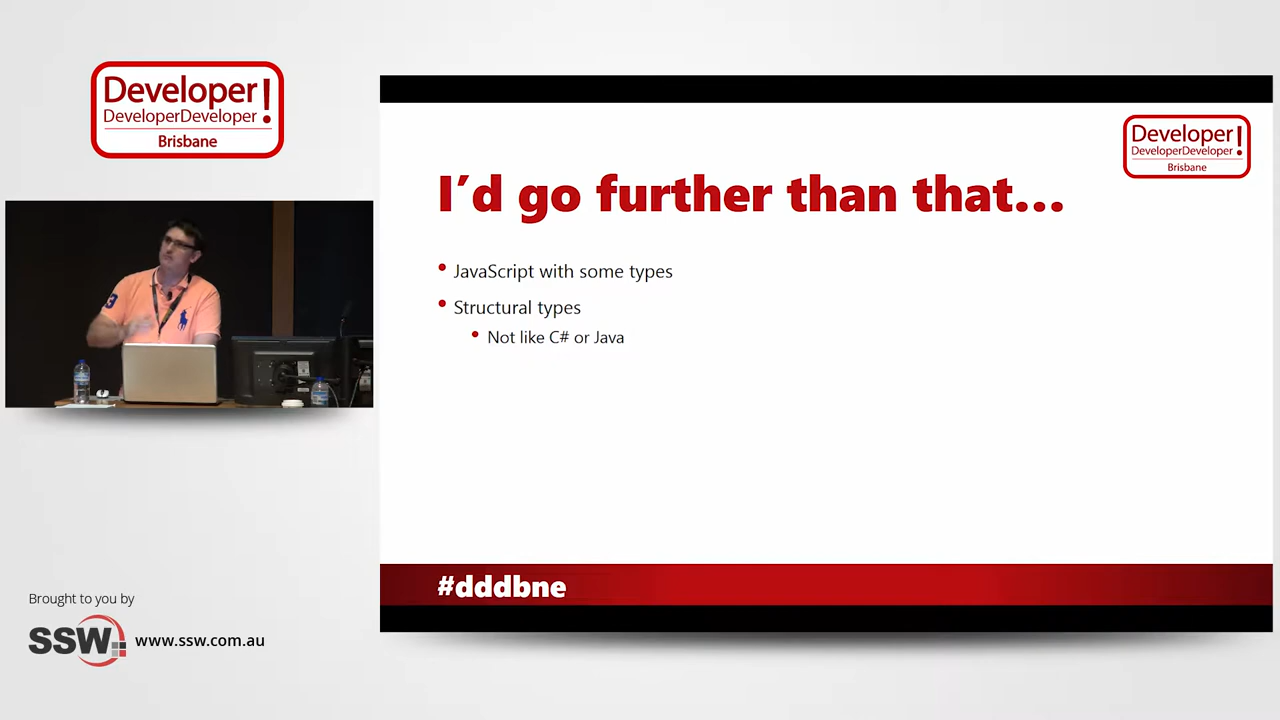 Developer!
DeveloperDeveloper
Brisbane
Developer!
DeveloperDeveloper
Brisbane
I´d go further than that...
• JavaScript with some types
• Structural types
• Not like C# or Java
#dddbne
Brought to you by
SSW
www.ssw.com.au